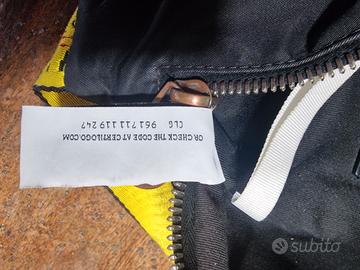 OR CHECK THE CODE AT CERTILOGO.COM
CLG 961 711 119 247
subito